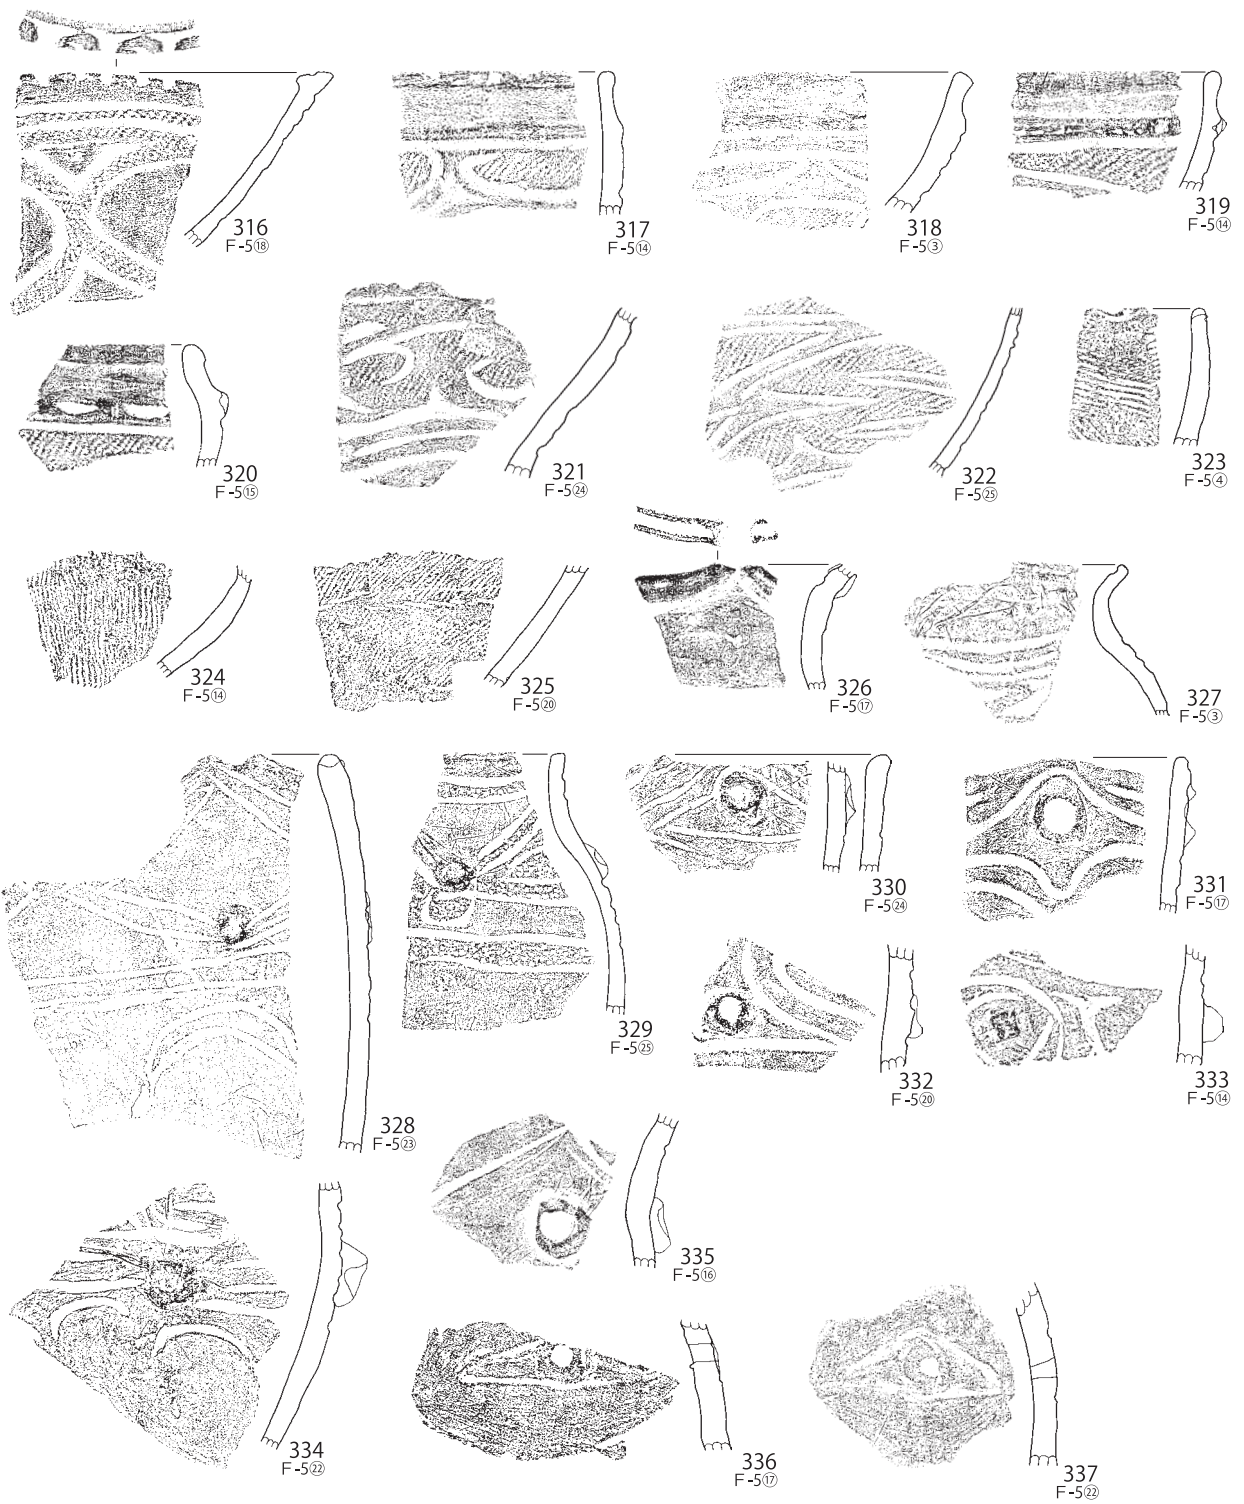 316
F-5⑱
317
F-5⑭
318
F-5③
319
F-5⑭
320
F-5⑮
321
F-5㉔
322
F-5㉕
323
F-5④
324
F-5⑭
325
F-5⑳
326
F-5⑰
327
F-5③
328
F-5㉓
329
F-5㉕
330
F-5㉔
331
F-5⑰
332
F-5⑳
333
F-5⑭
334
F-5㉒
335
F-5⑯
336
F-5⑰
337
F-5㉒